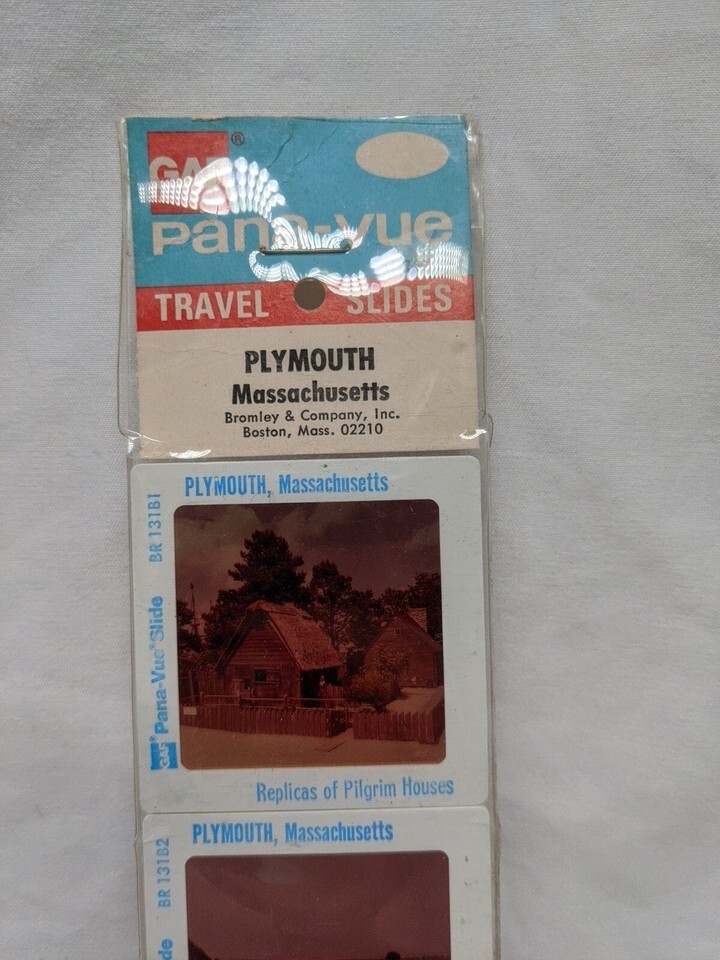 GAF ®
Pana-Vue
TRAVEL SLIDES
PLYMOUTH
Massachusetts
Bromley & Company, Inc.
Boston, Mass. 02210
PLYMOUTH, Massachusetts
BR 131B1
GAF® Pana-Vue® Slide
Replicas of Pilgrim Houses
PLYMOUTH, Massachusetts
BR 131B2
de